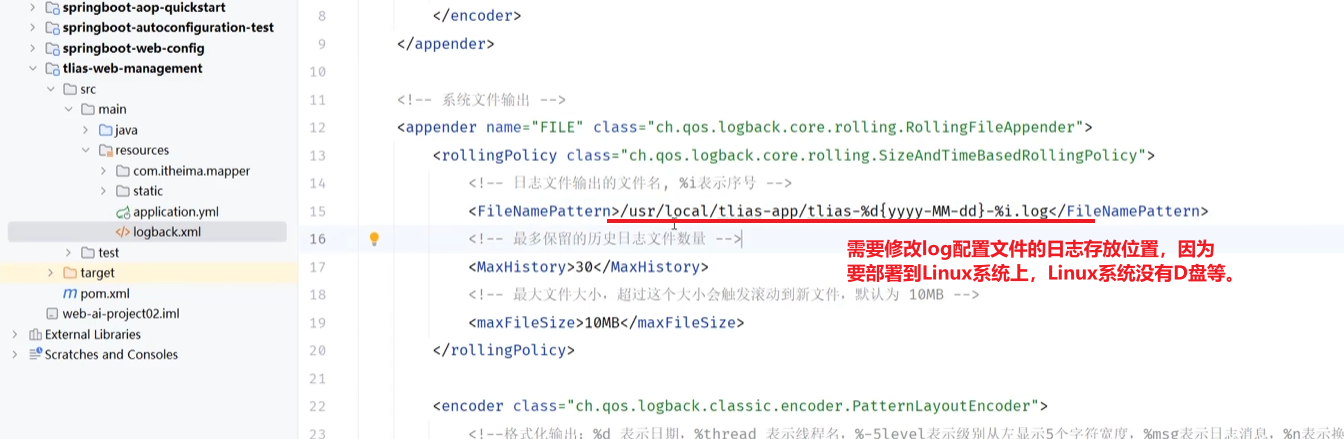 springboot-aop-quickstart
springboot-autoconfiguration-test
springboot-web-config
tlias-web-management
src
main
java
resources
com.itheima.mapper
static
application.yml
</> logback.xml
test
target
m pom.xml
web-ai-project02.iml
External Libraries
Scratches and Consoles
8 </encoder>
9 </appender>
10
11 <!-- 系统文件输出 -->
12 <appender name="FILE" class="ch.qos.logback.core.rolling.RollingFileAppender">
13 <rollingPolicy class="ch.qos.logback.core.rolling.SizeAndTimeBasedRollingPolicy">
14 <!-- 日志文件输出的文件名, %i表示序号 -->
15 <FileNamePattern>/usr/local/tlias-app/tlias-%d{yyyy-MM-dd}-%i.log</FileNamePattern>
16 <!-- 最多保留的历史日志文件数量 -->
需要修改log配置文件的日志存放位置，因为
要部署到Linux系统上，Linux系统没有D盘等。
17 <MaxHistory>30</MaxHistory>
18 <!-- 最大文件大小，超过这个大小会触发滚动到新文件，默认为 10MB -->
19 <maxFileSize>10MB</maxFileSize>
20 </rollingPolicy>
21
22 <encoder class="ch.qos.logback.classic.encoder.PatternLayoutEncoder">
23 <!--格式化输出：%d 表示日期，%thread 表示线程名，%-5level表示级别从左显示5个字符宽度，%msg表示日志消息，%n表示